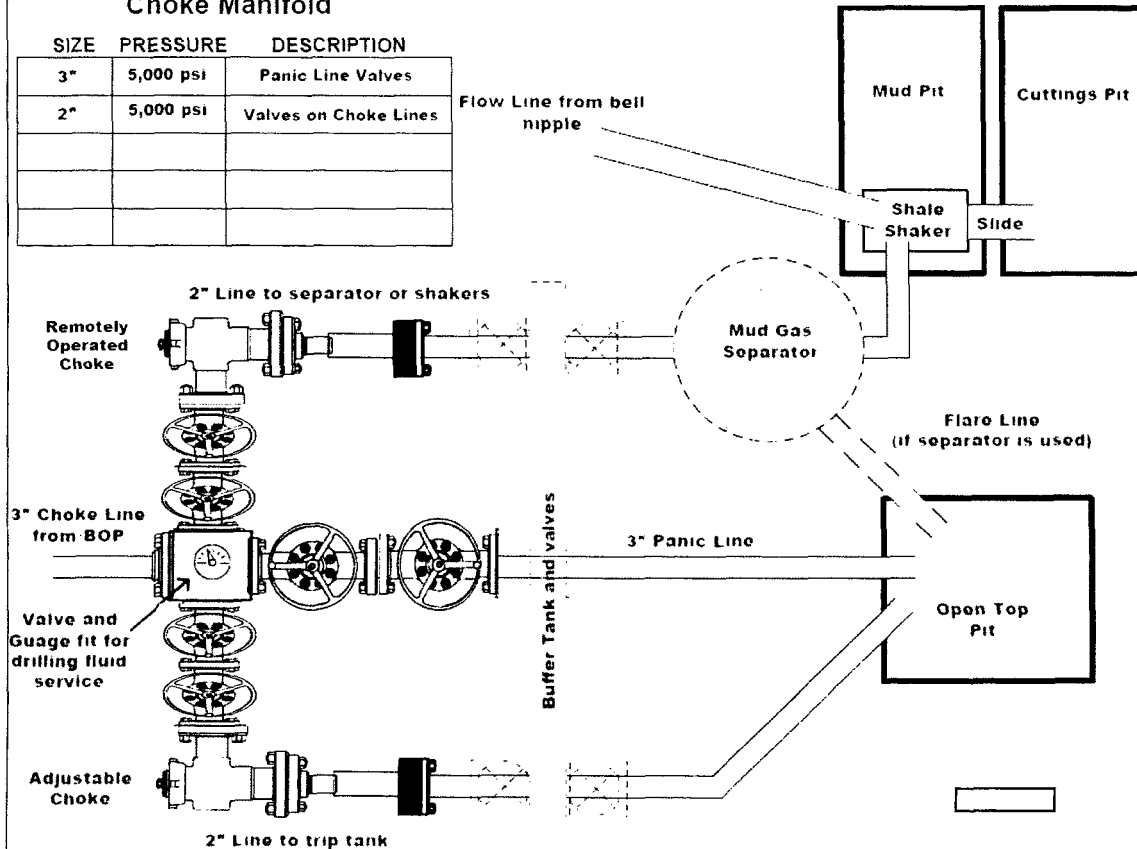 Choke Manifold
SIZE PRESSURE DESCRIPTION
3" 5,000 psi Panic Line Valves
2" 5,000 psi Valves on Choke Lines
Flow Line from bell
nipple
Mud Pit
Cuttings Pit
Shale
Shaker
Slide
2" Line to separator or shakers
Remotely
Operated
Choke
Mud Gas
Separator
Flare Line
(if separator is used)
3" Choke Line
from BOP
3" Panic Line
Buffer Tank and valves
Valve and
Guage fit for
drilling fluid
service
Open Top
Pit
Adjustable
Choke
2" Line to trip tank